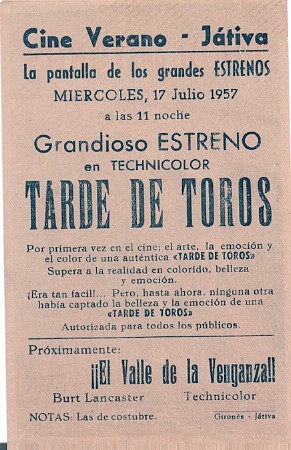 Cine Verano - Játiva
La pantalla de los grandes ESTRENOS
MIERCOLES, 17 Julio 1957
a las 11 noche
Grandioso ESTRENO
en TECHNICOLOR
TARDE DE TOROS
Por primera vez en el cine; el arte, la emoción y
el color de una auténtica «TARDE DE TOROS»
Supera a la realidad en colorido, belleza
y emoción.
¡Era tan facil!... Pero, hasta ahora, ninguna otra
había captado la belleza y la emoción de una
«TARDE DE TOROS»
Autorizada para todos los públicos.
Próximamente:
¡¡El Valle de la Venganza!!
Burt Lancaster Technicolor
NOTAS: Las de costubre. Gironés - Játiva